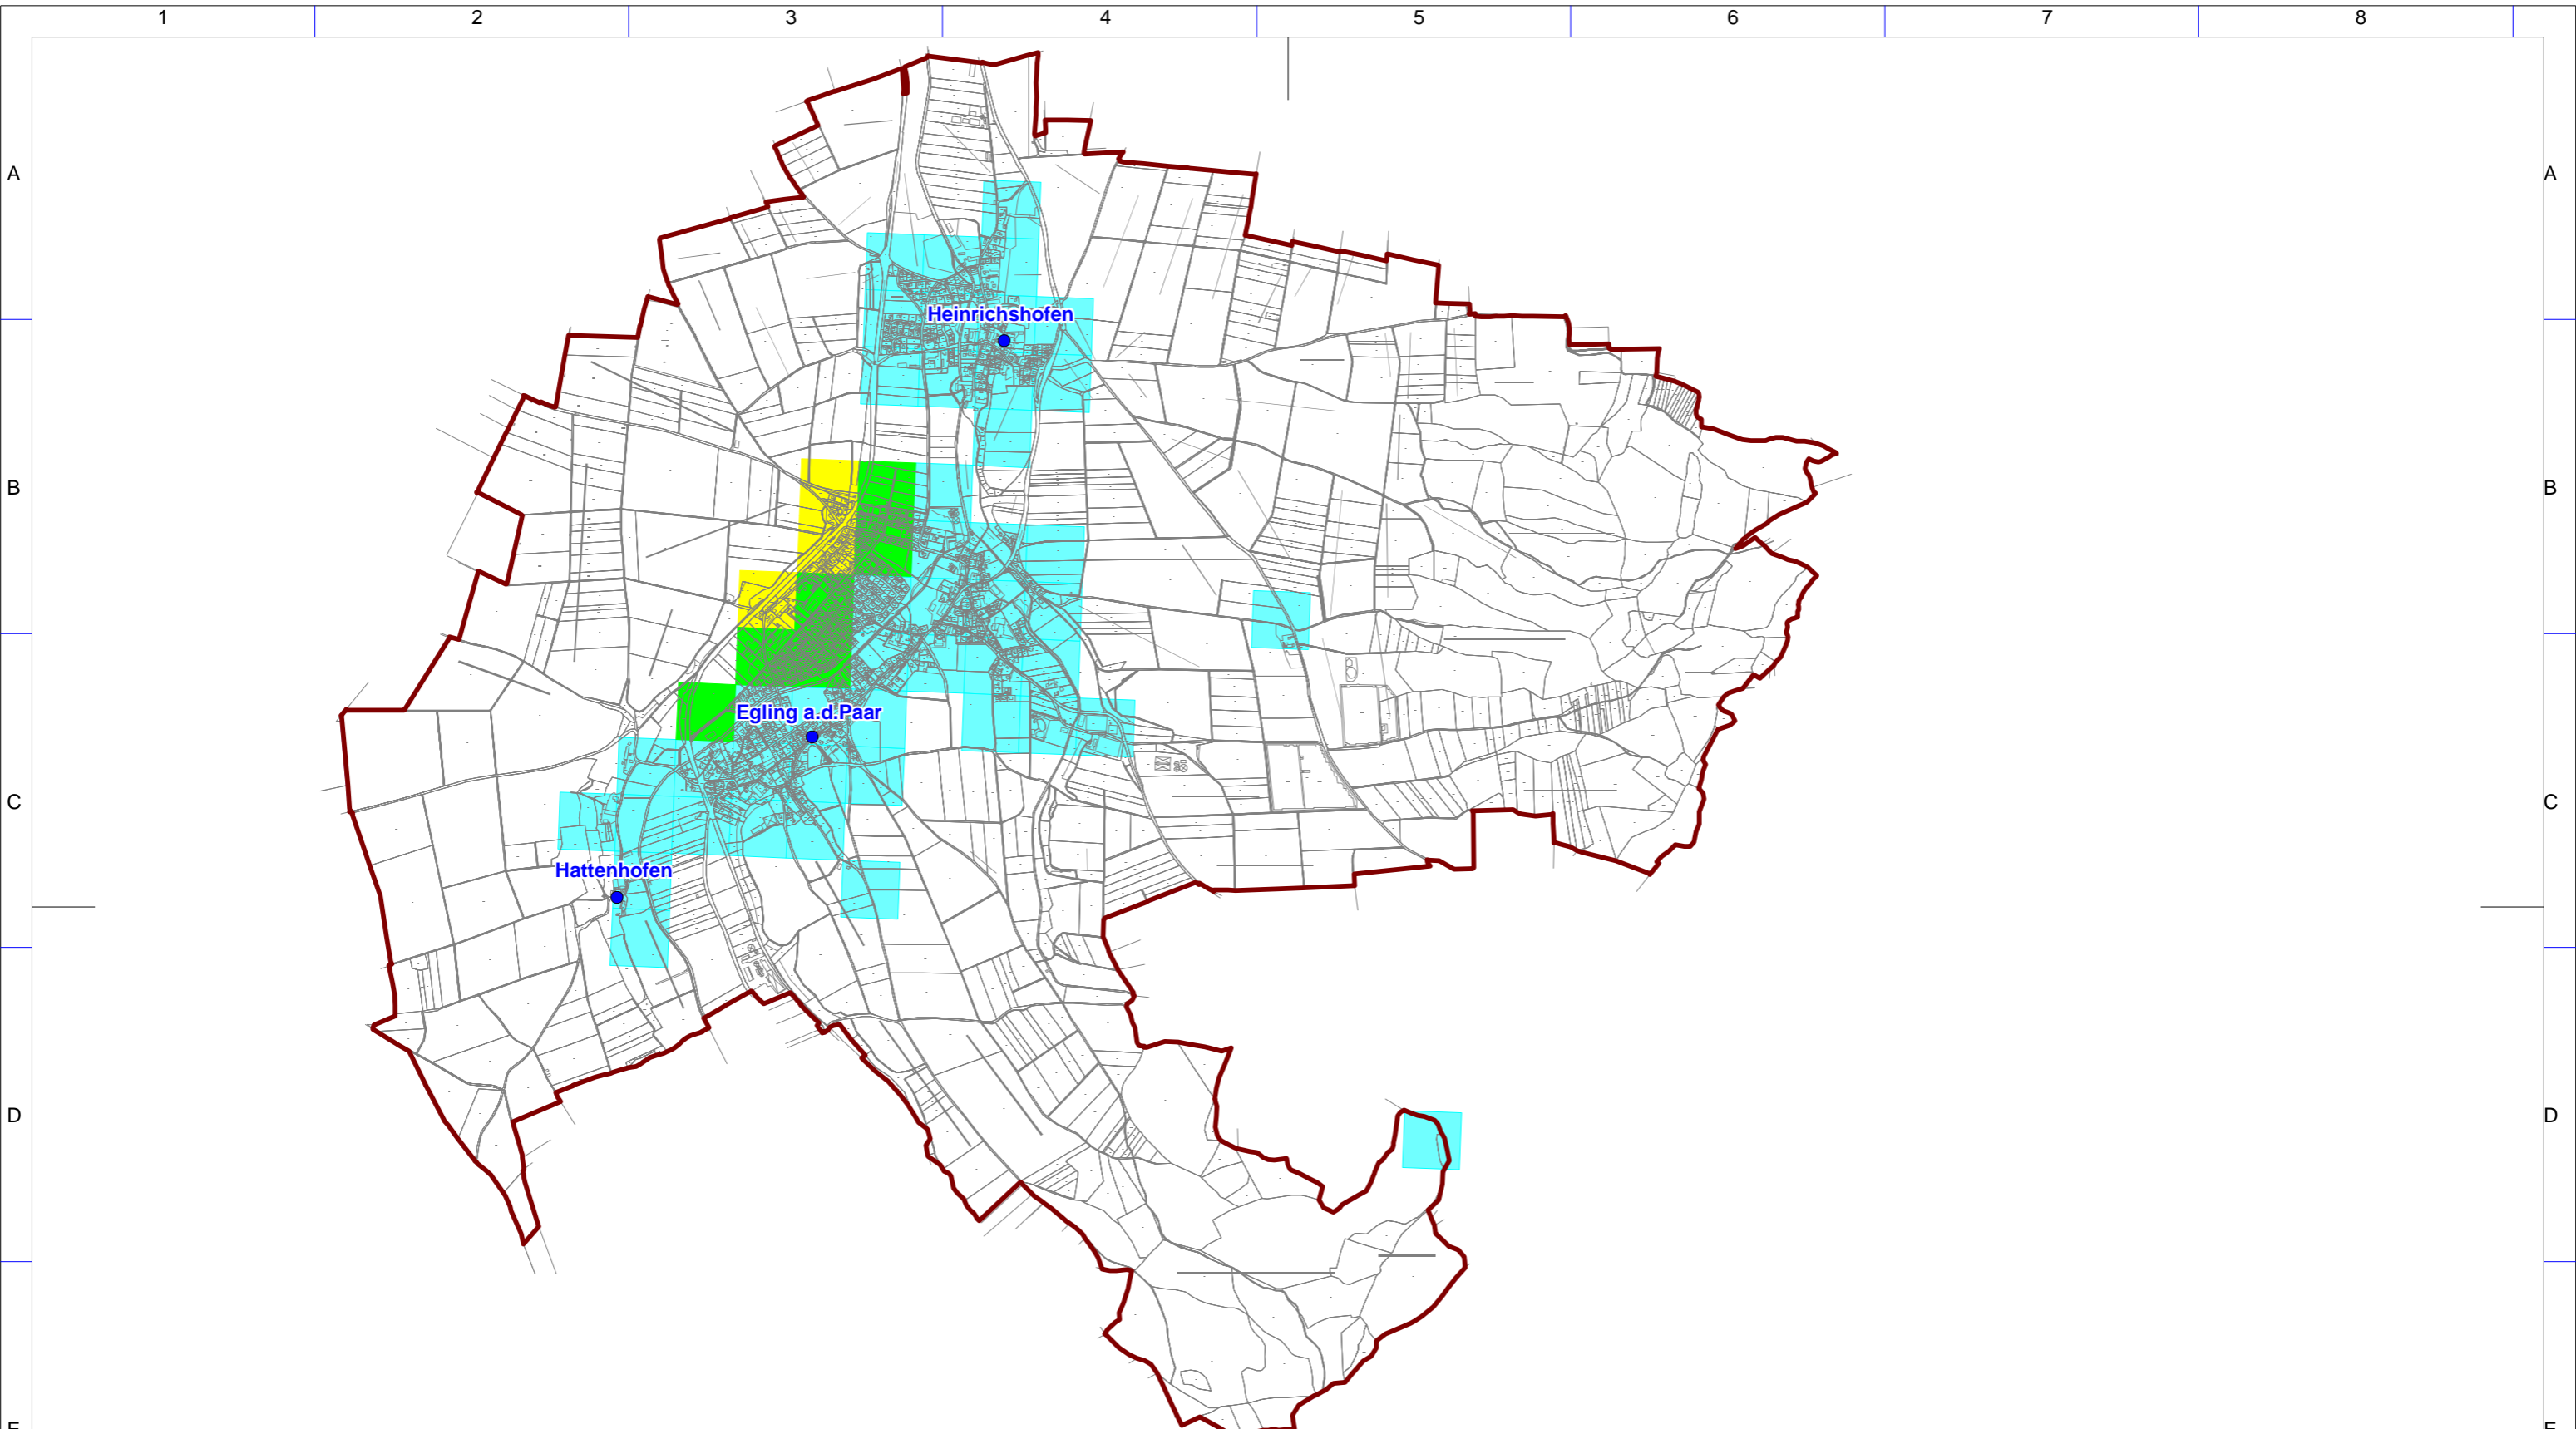 1 2 3 4 5 6 7 8
A A
Heinrichshofen
B B
Egling a.d.Paar
C C
Hattenhofen
D D